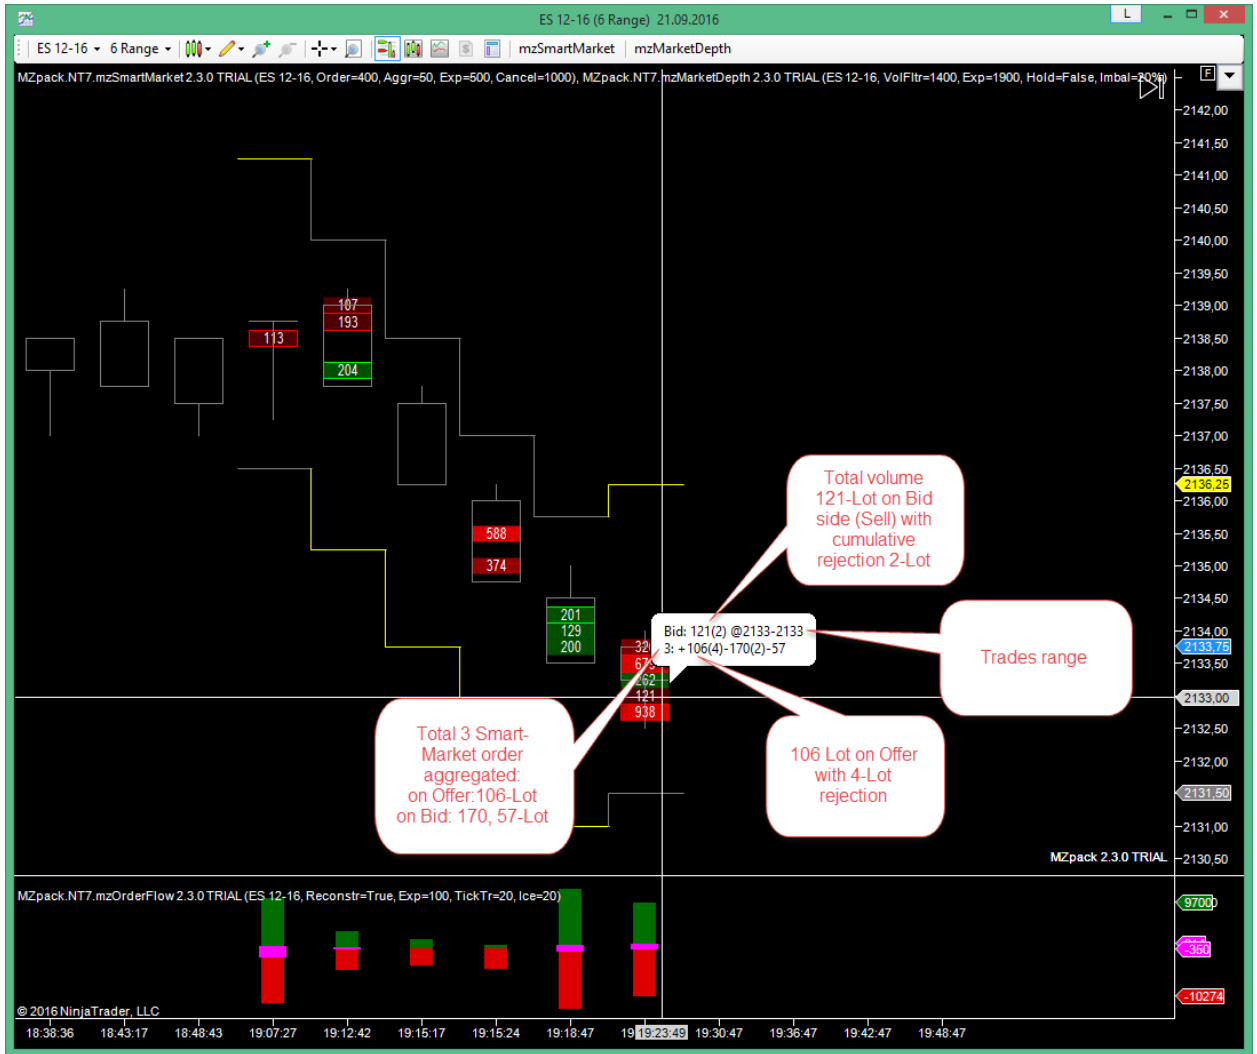 ES 12-16 (6 Range) 21.09.2016
L
ES 12-16 6 Range mzSmartMarket mzMarketDepth
MZpack.NT7.mzSmartMarket 2.3.0 TRIAL (ES 12-16, Order=400, Aggr=50, Exp=500, Cancel=1000), MZpack.NT7.mzMarketDepth 2.3.0 TRIAL (ES 12-16, VolFltr=1400, Exp=1900, Hold=False, Imbal=20%)
F
2142,00
2141,50
2141,00
2140,50
2140,00
2139,50
2139,00
2138,50
2138,00
2137,50
2137,00
2136,50
2136,25
2136,00
2135,50
2135,00
2134,50
2134,00
2133,75
2133,50
2133,00
2132,50
2132,00
2131,50
2131,00
2130,50
113
107
193
204
588
374
201
129
200
262
121
938
Total volume
121-Lot on Bid
side (Sell) with
cumulative
rejection 2-Lot
Bid: 121(2) @2133-2133
3: +106(4)-170(2)-57
Trades range
Total 3 Smart-
Market order
aggregated:
on Offer:106-Lot
on Bid: 170, 57-Lot
106 Lot on Offer
with 4-Lot
rejection
MZpack 2.3.0 TRIAL
MZpack.NT7.mzOrderFlow 2.3.0 TRIAL (ES 12-16, Reconstr=True, Exp=100, TickTr=20, Ice=20)
-350
-10274
© 2016 NinjaTrader, LLC
18:38:36 18:43:17 18:48:43 19:07:27 19:12:42 19:15:17 19:15:24 19:18:47 19:23:49 19:30:47 19:36:47 19:42:47 19:48:47